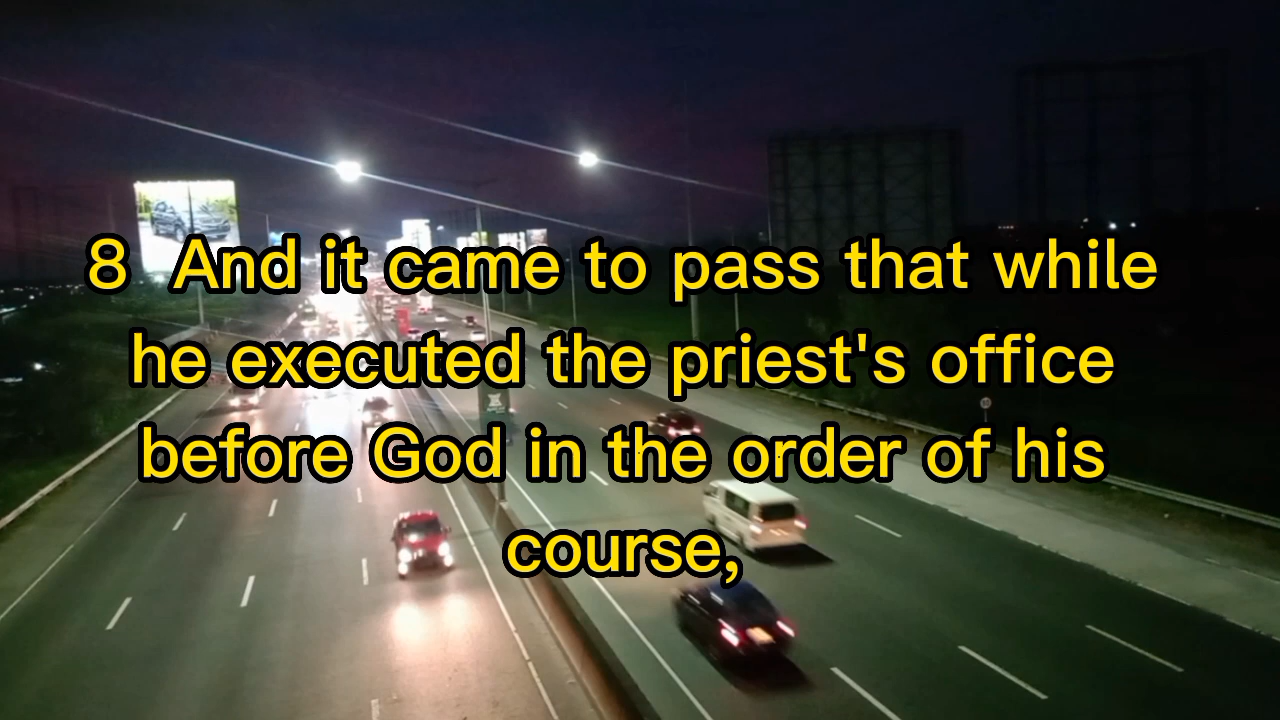 8  And it came to pass that while
he executed the priest's office
before God in the order of his
course,